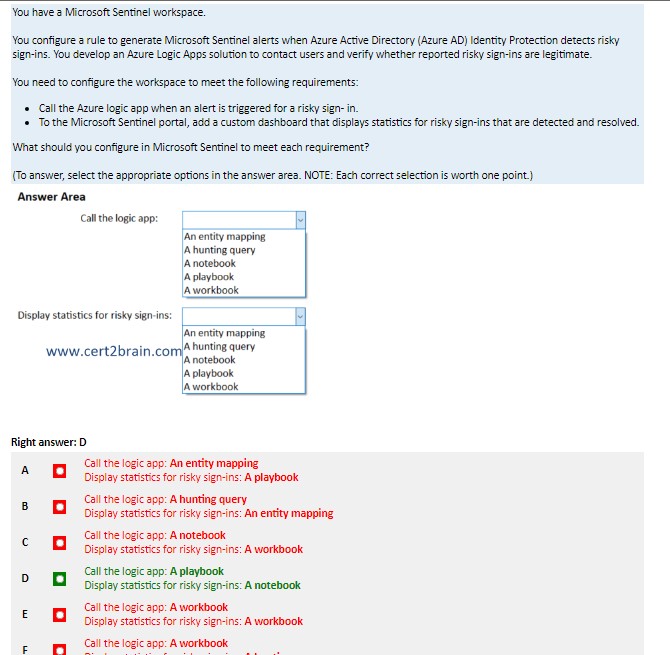 You have a Microsoft Sentinel workspace.
You configure a rule to generate Microsoft Sentinel alerts when Azure Active Directory (Azure AD) Identity Protection detects risky
sign-ins. You develop an Azure Logic Apps solution to contact users and verify whether reported risky sign-ins are legitimate.
You need to configure the workspace to meet the following requirements:
• Call the Azure logic app when an alert is triggered for a risky sign- in.
• To the Microsoft Sentinel portal, add a custom dashboard that displays statistics for risky sign-ins that are detected and resolved.
What should you configure in Microsoft Sentinel to meet each requirement?
(To answer, select the appropriate options in the answer area. NOTE: Each correct selection is worth one point.)
Answer Area
Call the logic app:
An entity mapping
A hunting query
A notebook
A playbook
A workbook
Display statistics for risky sign-ins:
An entity mapping
A hunting query
www.cert2brain.com
A notebook
A playbook
A workbook
Right answer: D
A
Call the logic app: An entity mapping
Display statistics for risky sign-ins: A playbook
B
Call the logic app: A hunting query
Display statistics for risky sign-ins: An entity mapping
C
Call the logic app: A notebook
Display statistics for risky sign-ins: A workbook
D
Call the logic app: A playbook
Display statistics for risky sign-ins: A notebook
E
Call the logic app: A workbook
Display statistics for risky sign-ins: A workbook
F
Call the logic app: A workbook